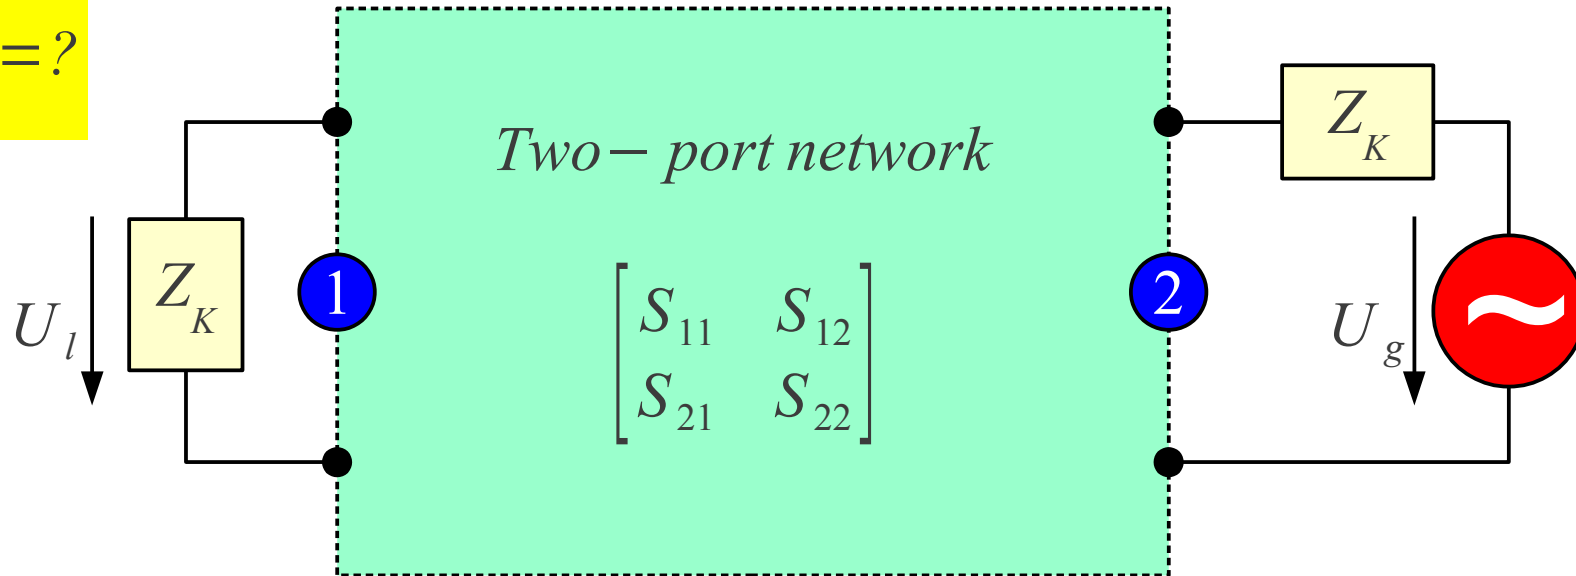 =?
Two− port network
Z_K
Z_K
1
2
U_l
U_g
S_11 S_12
S_21 S_22